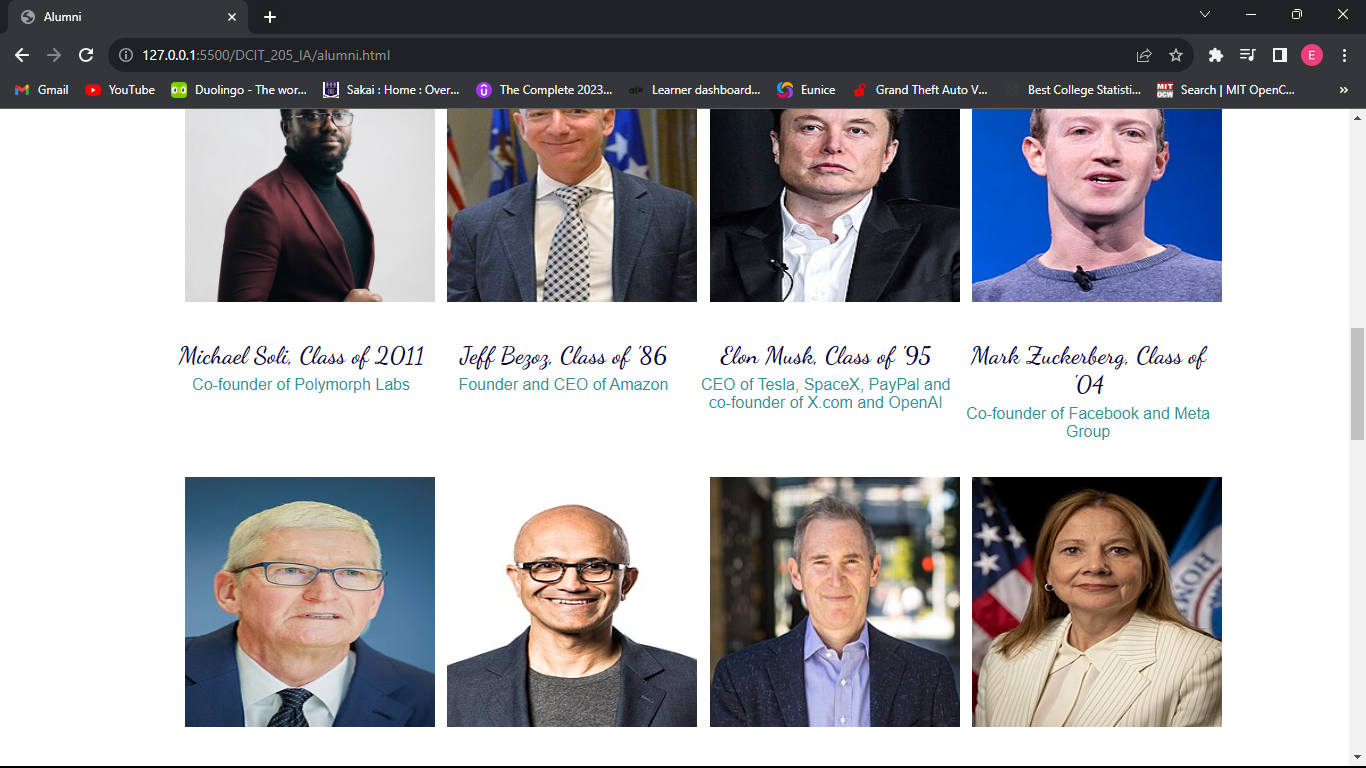 Alumni
127.0.0.1:5500/DCIT_205_IA/alumni.html
E
Gmail
YouTube
Duolingo - The wor...
Sakai : Home : Over...
The Complete 2023...
Learner dashboard...
Eunice
Grand Theft Auto V...
Best College Statisti...
MIT OCW
Search | MIT OpenC...
»
Michael Soli, Class of 2011
Co-founder of Polymorph Labs
Jeff Bezoz, Class of '86
Founder and CEO of Amazon
Elon Musk, Class of '95
CEO of Tesla, SpaceX, PayPal and
co-founder of X.com and OpenAI
Mark Zuckerberg, Class of
'04
Co-founder of Facebook and Meta
Group
HOM